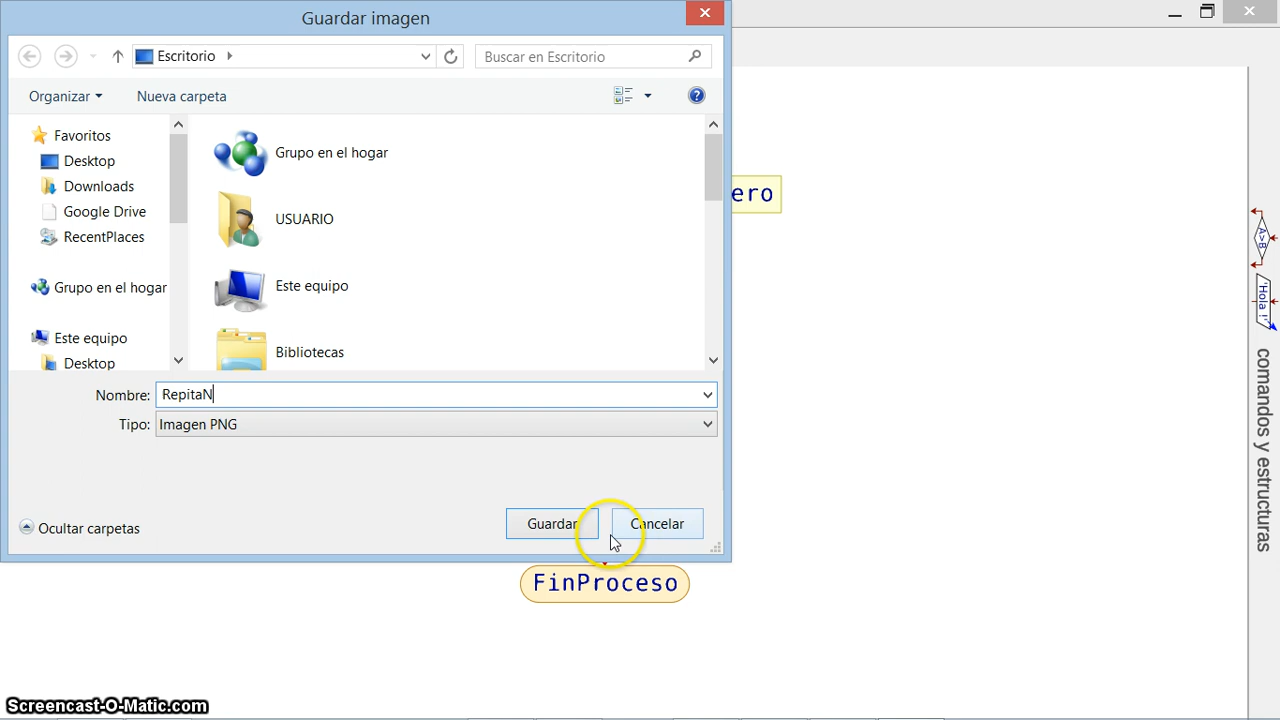 Guardar imagen
Escritorio
Buscar en Escritorio
Organizar
Nueva carpeta
?
Favoritos
Desktop
Downloads
Google Drive
RecentPlaces
Grupo en el hogar
Este equipo
Desktop
Grupo en el hogar
USUARIO
Este equipo
Bibliotecas
Nombre: RepitaN
Tipo: Imagen PNG
Ocultar carpetas
Guardar
Cancelar
ero
FinProceso
A>B
'Hola !'
comandos y estructuras
Screencast-O-Matic.com